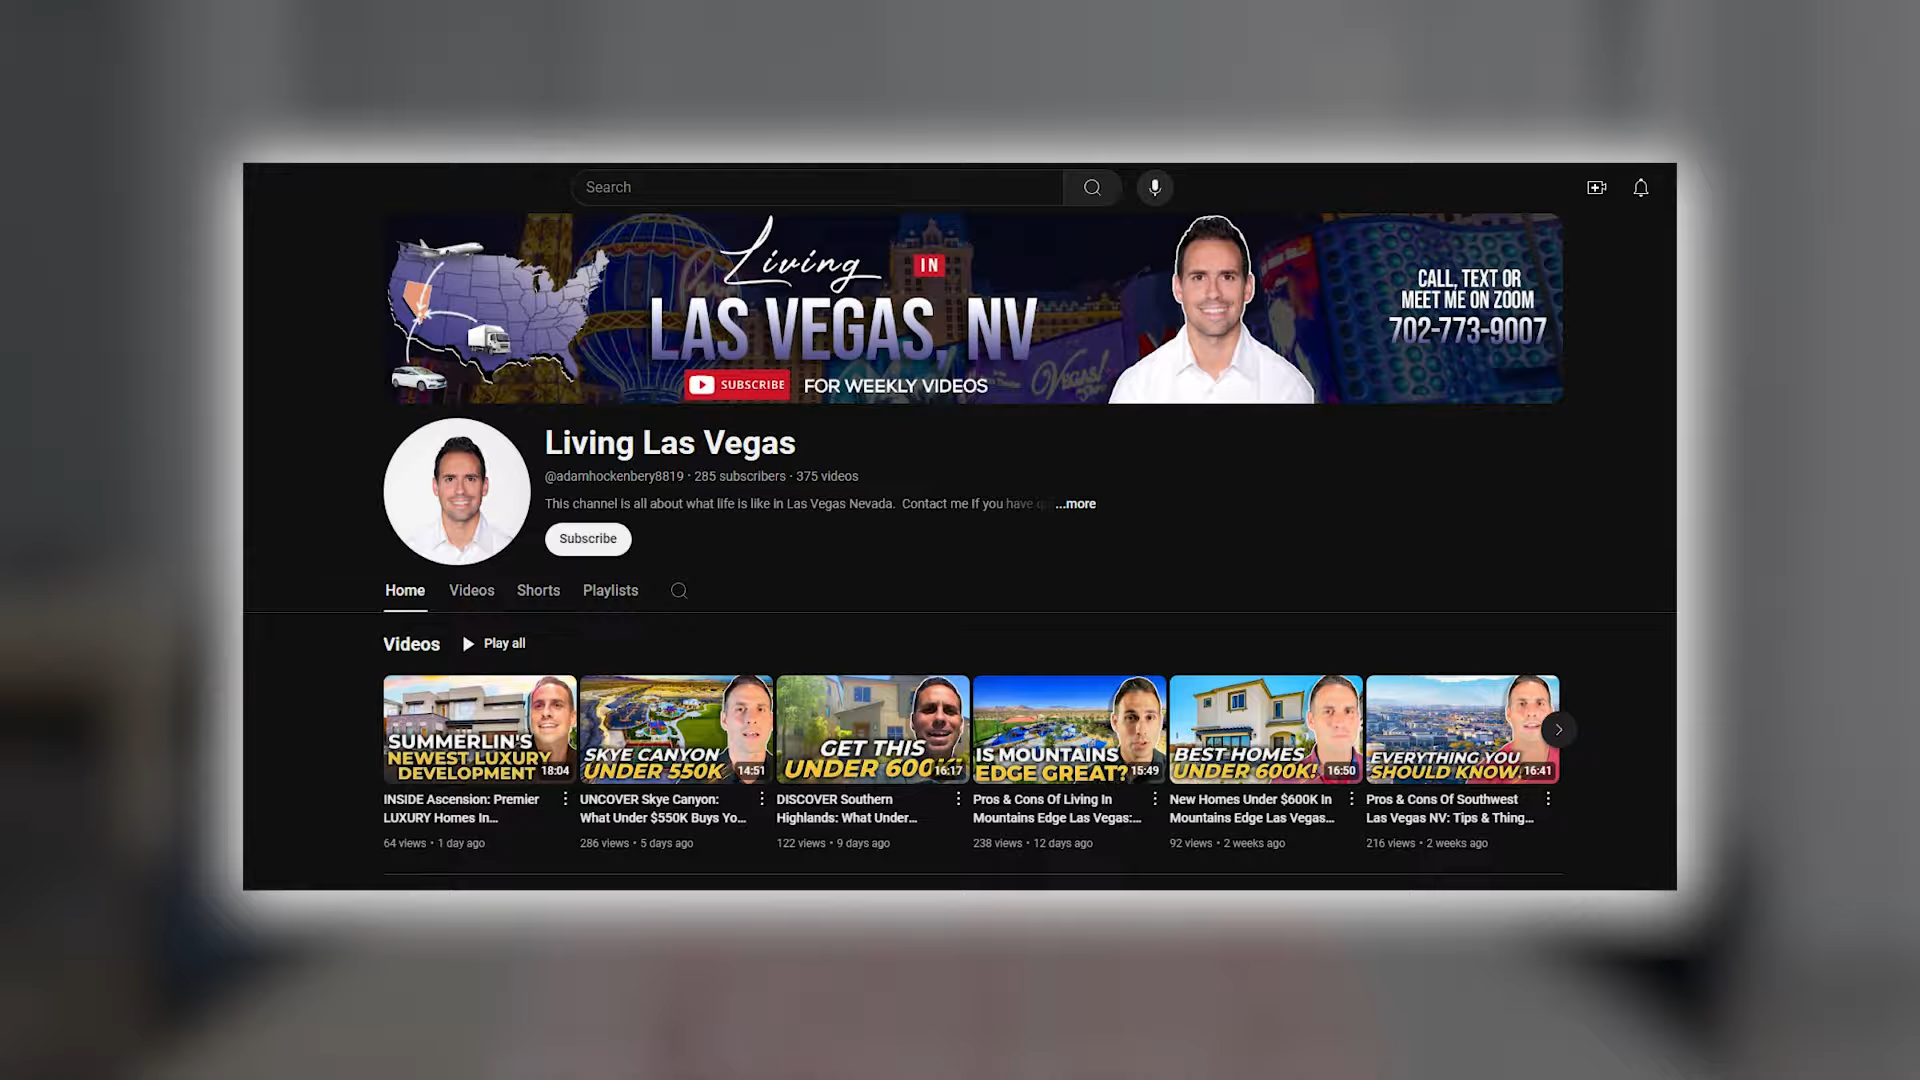 Search
Living IN
LAS VEGAS, NV
SUBSCRIBE FOR WEEKLY VIDEOS
CALL, TEXT OR
MEET ME ON ZOOM
702-773-9007
Living Las Vegas
@adamhockenbery8819 · 285 subscribers · 375 videos
This channel is all about what life is like in Las Vegas Nevada. Contact me If you have ...more
Subscribe
Home Videos Shorts Playlists
Videos Play all
SUMMERLIN'S
NEWEST LUXURY
DEVELOPMENT 18:04
INSIDE Ascension: Premier
LUXURY Homes In...
64 views • 1 day ago
SKYE CANYON
UNDER 550K 14:51
UNCOVER Skye Canyon:
What Under $550K Buys Yo...
286 views • 5 days ago
GET THIS
UNDER 600 16:17
DISCOVER Southern
Highlands: What Under...
122 views • 9 days ago
IS MOUNTAINS
EDGE GREAT? 15:49
Pros & Cons Of Living In
Mountains Edge Las Vegas:...
238 views • 12 days ago
BEST HOMES
UNDER 600K! 16:50
New Homes Under $600K In
Mountains Edge Las Vegas...
92 views • 2 weeks ago
EVERYTHING YOU
SHOULD KNOW 16:41
Pros & Cons Of Southwest
Las Vegas NV: Tips & Thing...
216 views • 2 weeks ago